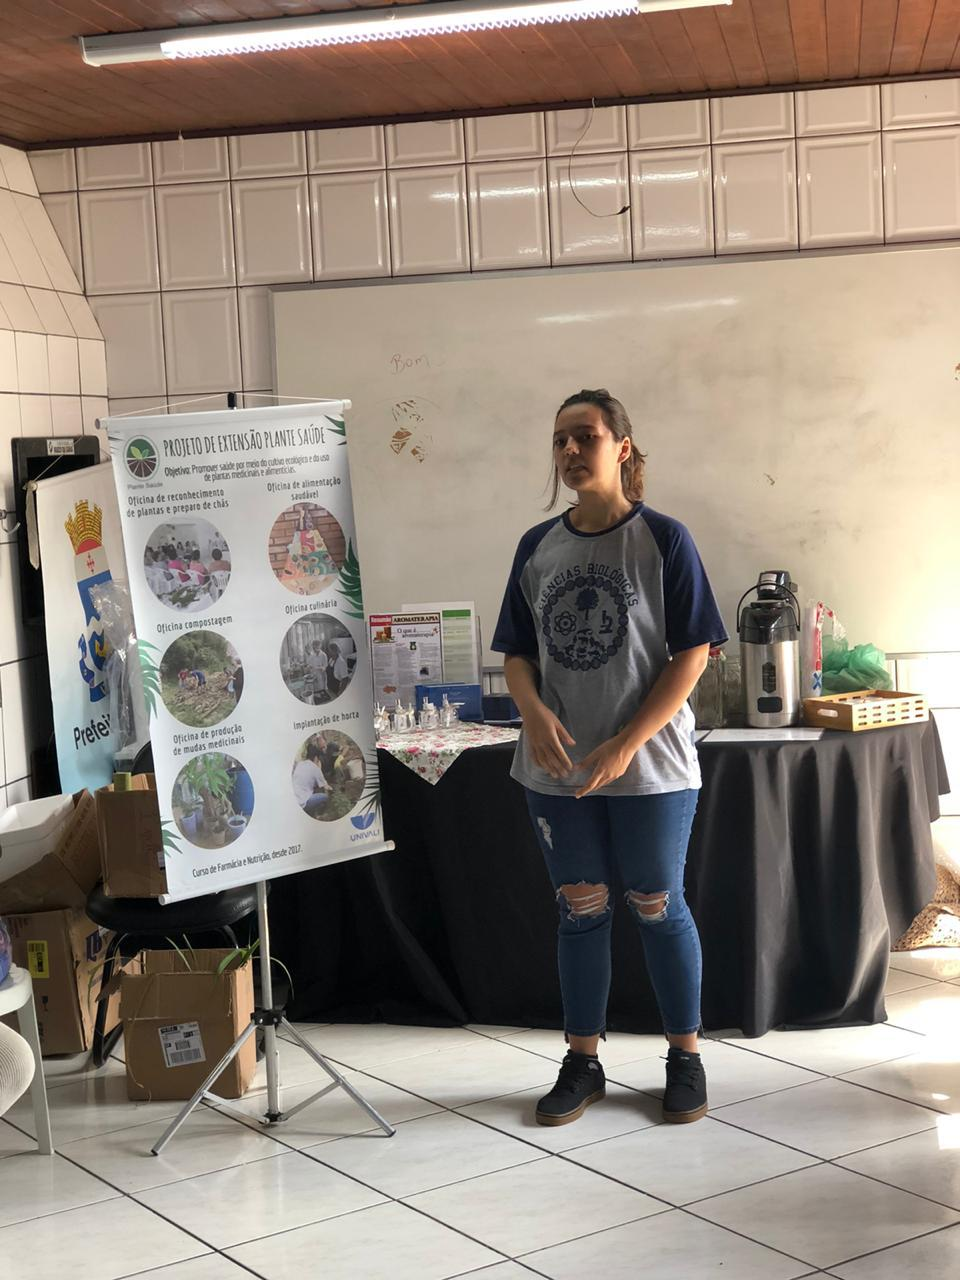 Bom
PROJETO DE EXTENSÃO PLANTE SAÚDE
Objetivo: Promover saúde por meio do cultivo ecológico e do uso
de plantas medicinais e alimentícias.
Plante Saúde
Oficina de reconhecimento
de plantas e preparo de chás
Oficina de alimentação
saudável
Oficina compostagem
Oficina culinária
Oficina de produção
de mudas medicinais
Implantação de horta
UNIVALI
Curso de Farmácia e Nutrição, desde 2017.
Prefei
AROMATERAPIA
O que é
aromaterapia?
CIÊNCIAS BIOLÓGICAS